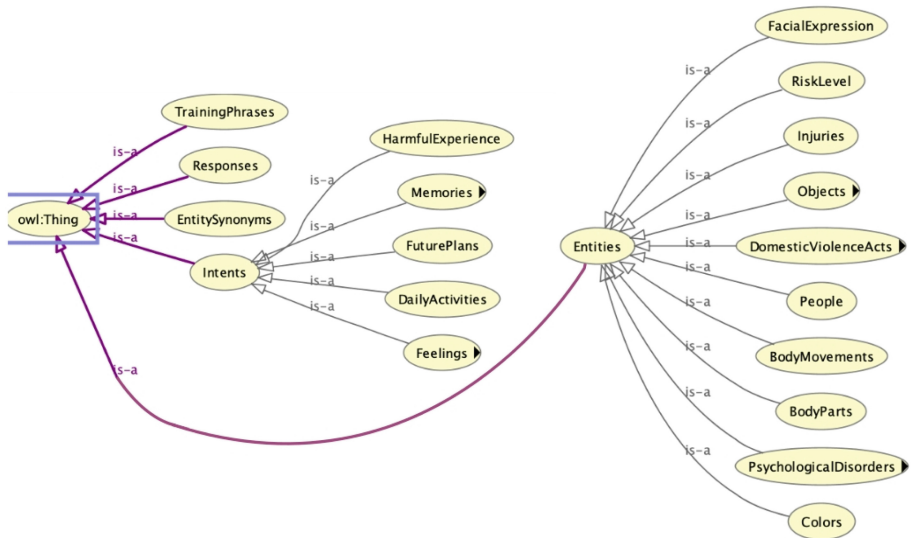 FacialExpression
is-a
RiskLevel
TrainingPhrases
is-a
Injuries
HarmfulExperience
is-a
is-a
Responses
is-a
Memories
Objects
is-a
is-a
is-a
owl:Thing
is-a
EntitySynonyms
is-a
FuturePlans
Entities
is-a
DomesticViolenceActs
is-a
is-a
Intents
is-a
DailyActivities
is-a
People
is-a
is-a
Feelings
is-a
BodyMovements
is-a
is-a
BodyParts
is-a
PsychologicalDisorders
is-a
Colors